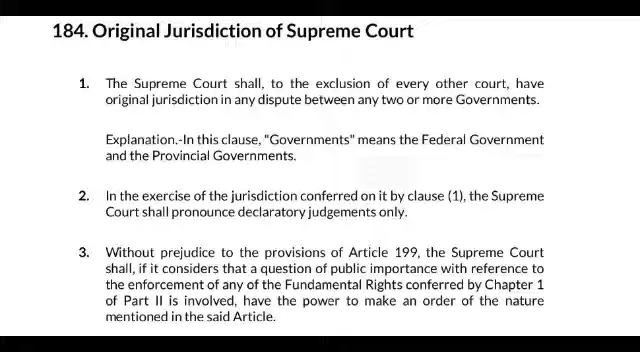 184. Original Jurisdiction of Supreme Court
1. The Supreme Court shall, to the exclusion of every other court, have
original jurisdiction in any dispute between any two or more Governments.
Explanation.-In this clause, "Governments" means the Federal Government
and the Provincial Governments.
2. In the exercise of the jurisdiction conferred on it by clause (1), the Supreme
Court shall pronounce declaratory judgements only.
3. Without prejudice to the provisions of Article 199, the Supreme Court
shall, if it considers that a question of public importance with reference to
the enforcement of any of the Fundamental Rights conferred by Chapter 1
of Part II is involved, have the power to make an order of the nature
mentioned in the said Article.